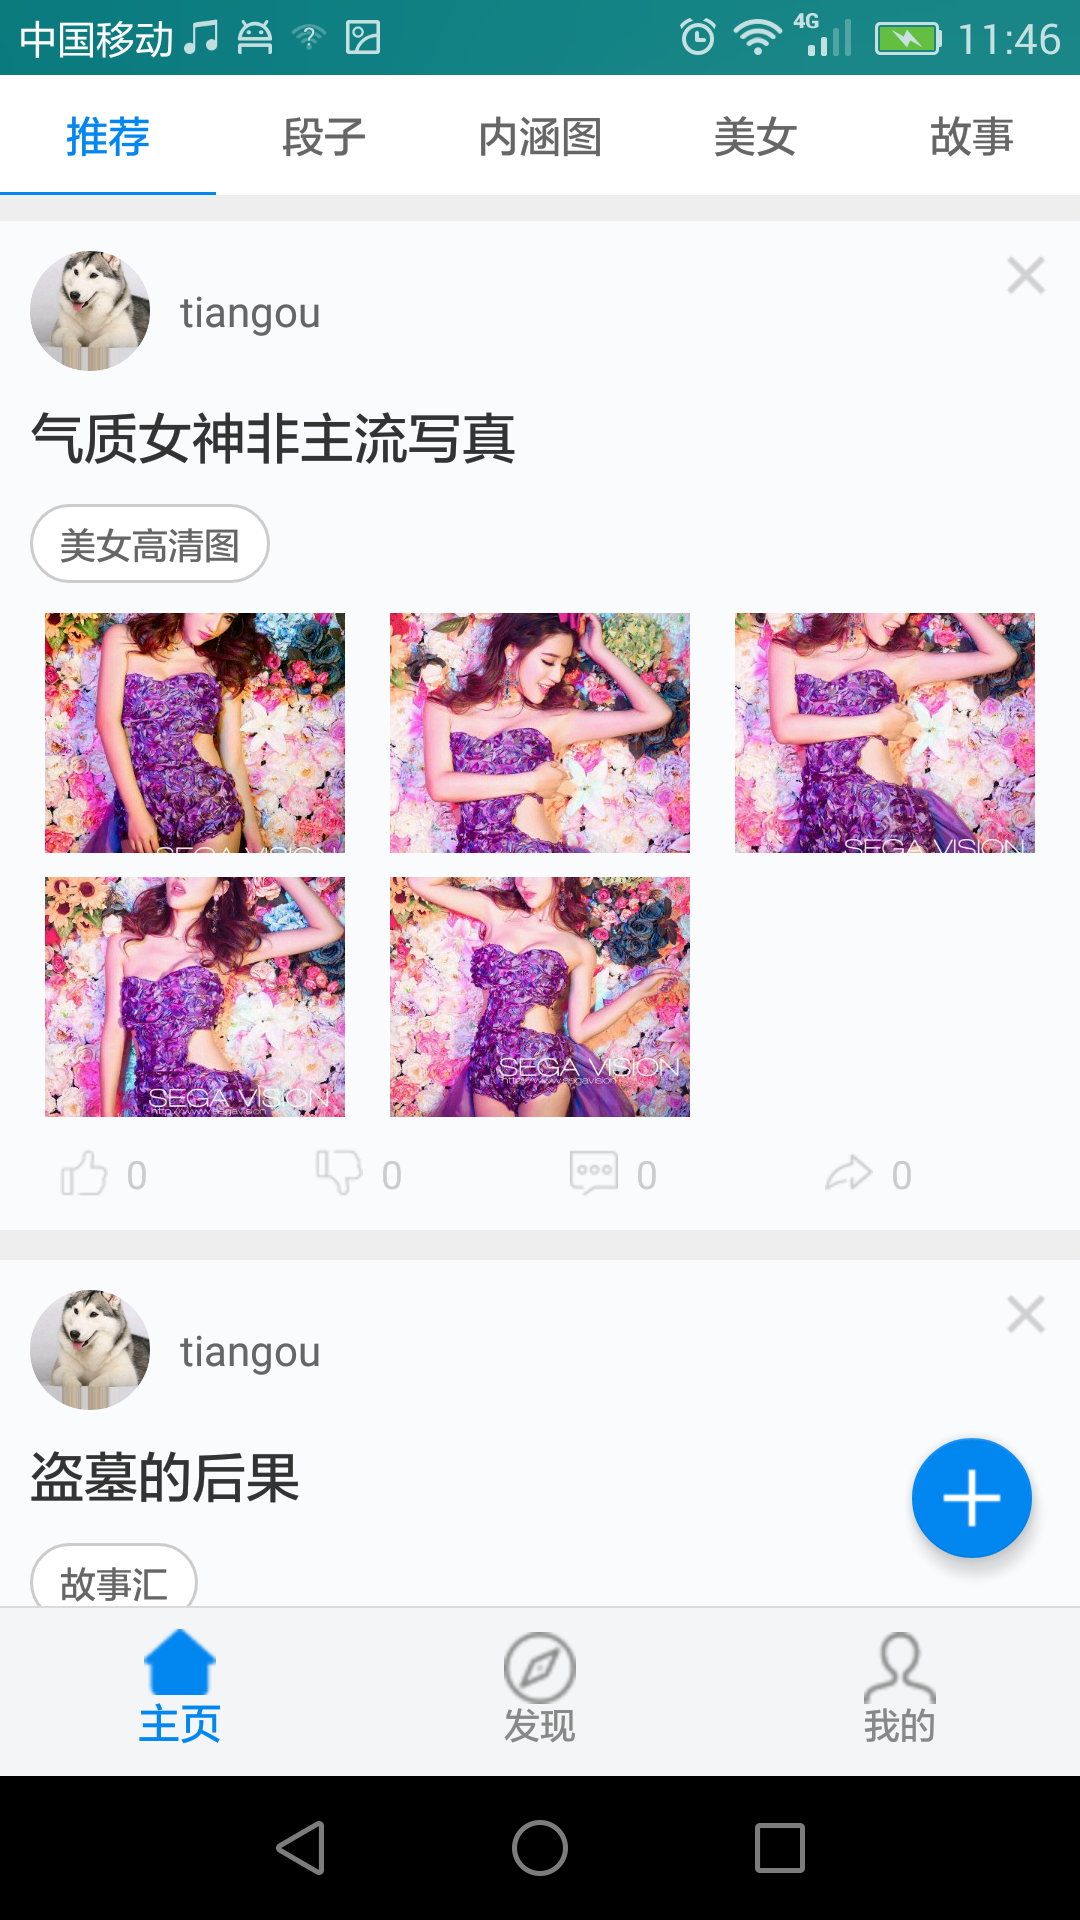 中国移动
4G
11:46
推荐 段子 内涵图 美女 故事
tiangou
气质女神非主流写真
美女高清图
SEGA VISION
SEGA VISION
SEGA VISION
SEGA VISION
0 0 0 0
tiangou
盗墓的后果
故事汇
主页 发现 我的